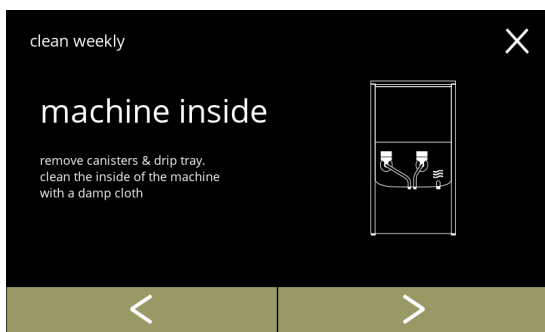 clean weekly
machine inside
remove canisters & drip tray.
clean the inside of the machine
with a damp cloth